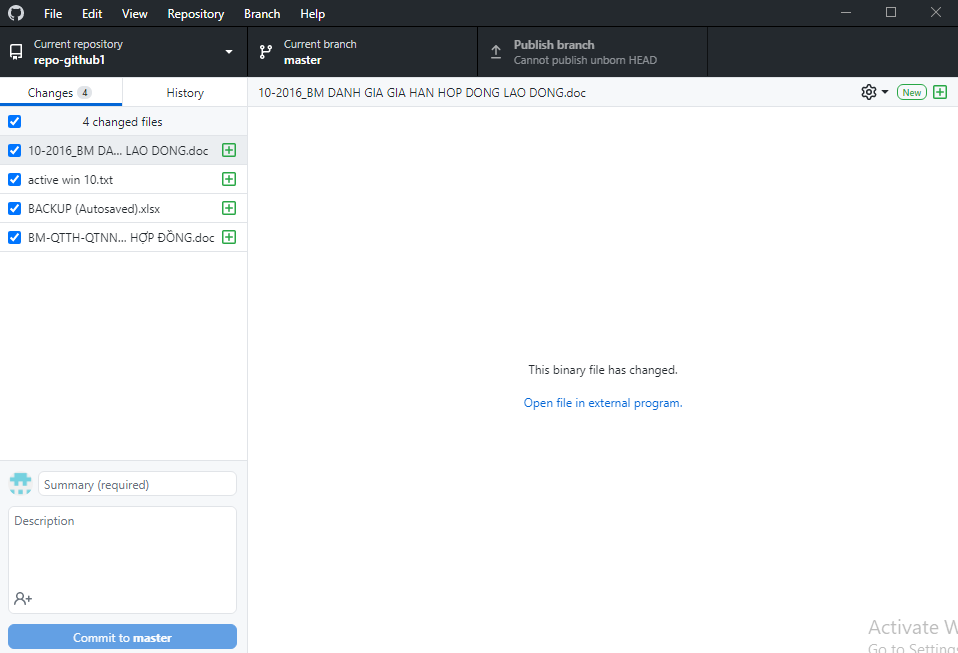 File Edit View Repository Branch Help
Current repository
repo-github1
Current branch
master
Publish branch
Cannot publish unborn HEAD
Changes 4 History
10-2016_BM DANH GIA GIA HAN HOP DONG LAO DONG.doc
New
4 changed files
10-2016_BM DA... LAO DONG.doc
active win 10.txt
BACKUP (Autosaved).xlsx
BM-QTTH-QTNN... HỢP ĐỒNG.doc
This binary file has changed.
Open file in external program.
Summary (required)
Description
Commit to master
Activate W
Go to Settings